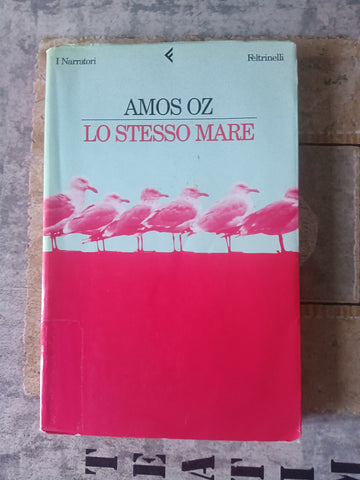 I Narratori
Feltrinelli
AMOS OZ
LO STESSO MARE